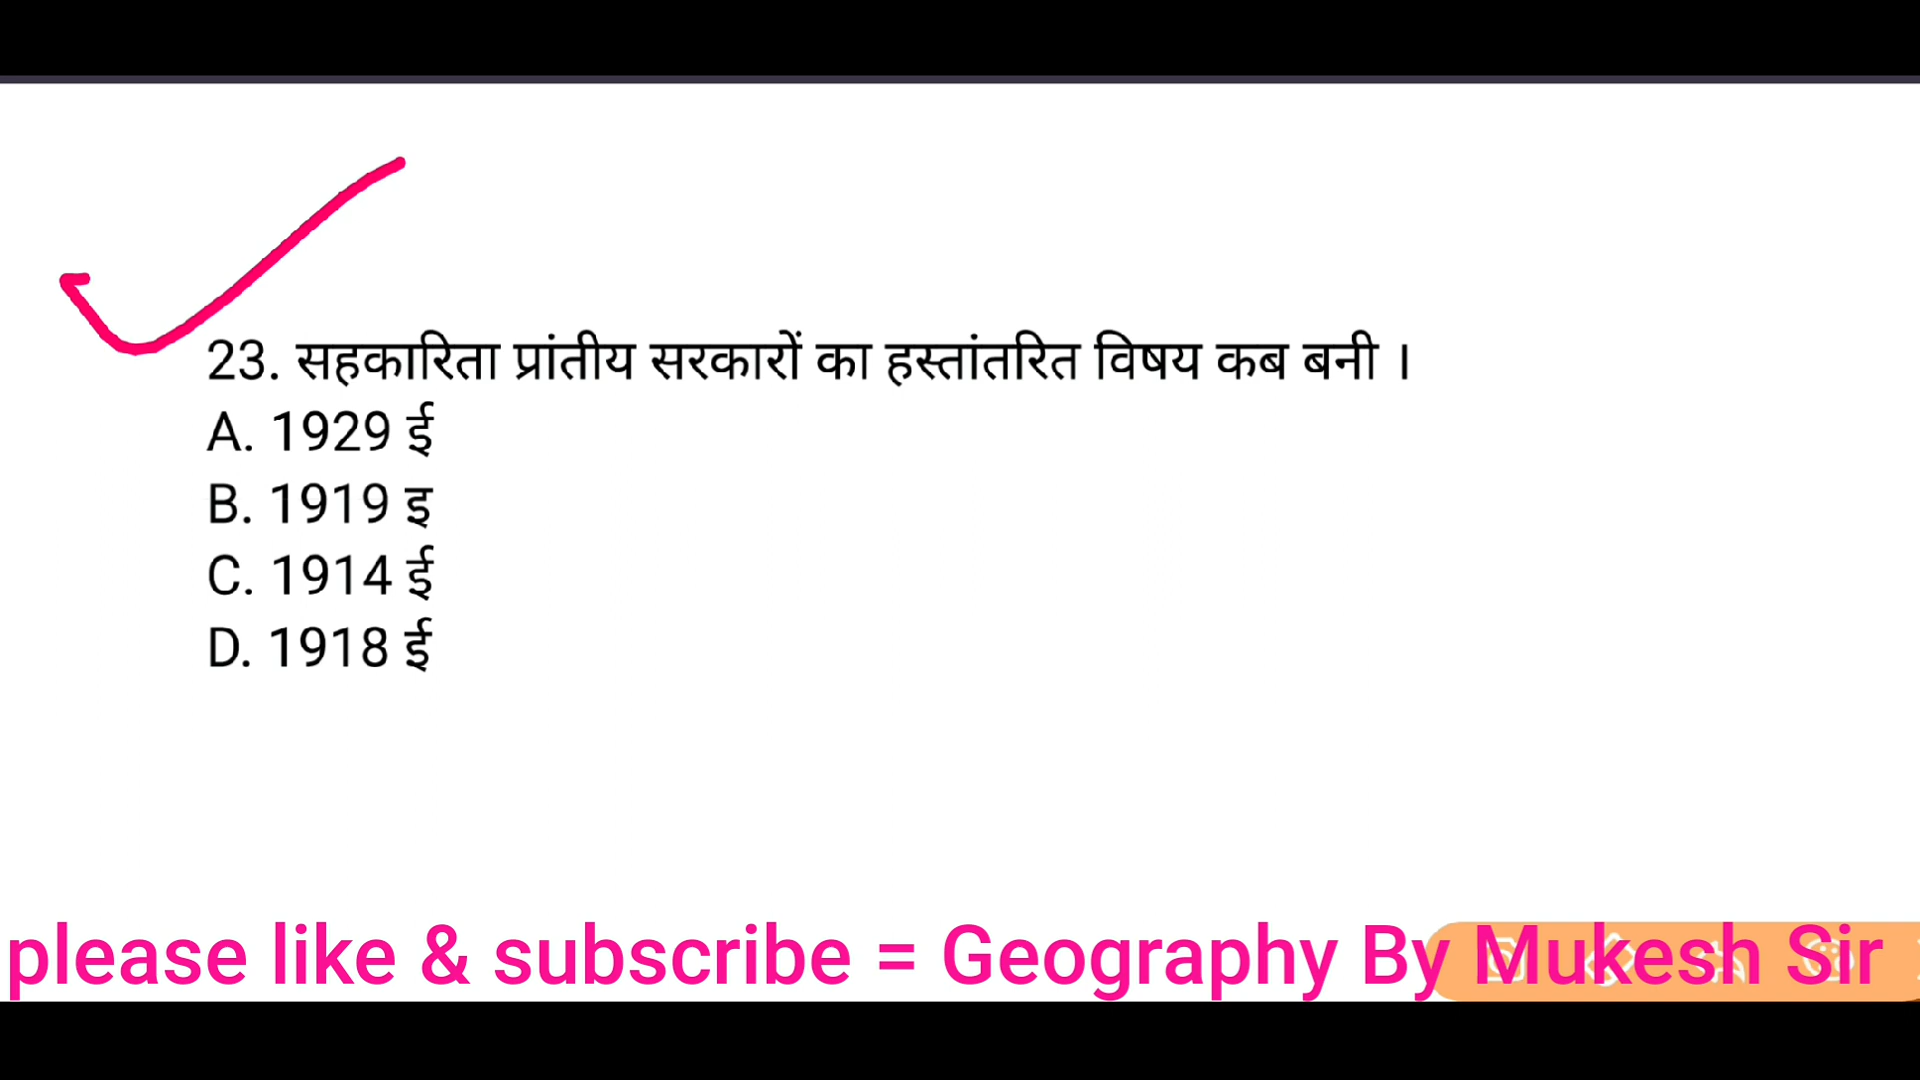 23. सहकारिता प्रांतीय सरकारों का हस्तांतरित विषय कब बनी ।
A. 1929 ई
B. 1919 इ
C. 1914 ई
D. 1918 ई
please like & subscribe = Geography By Mukesh Sir